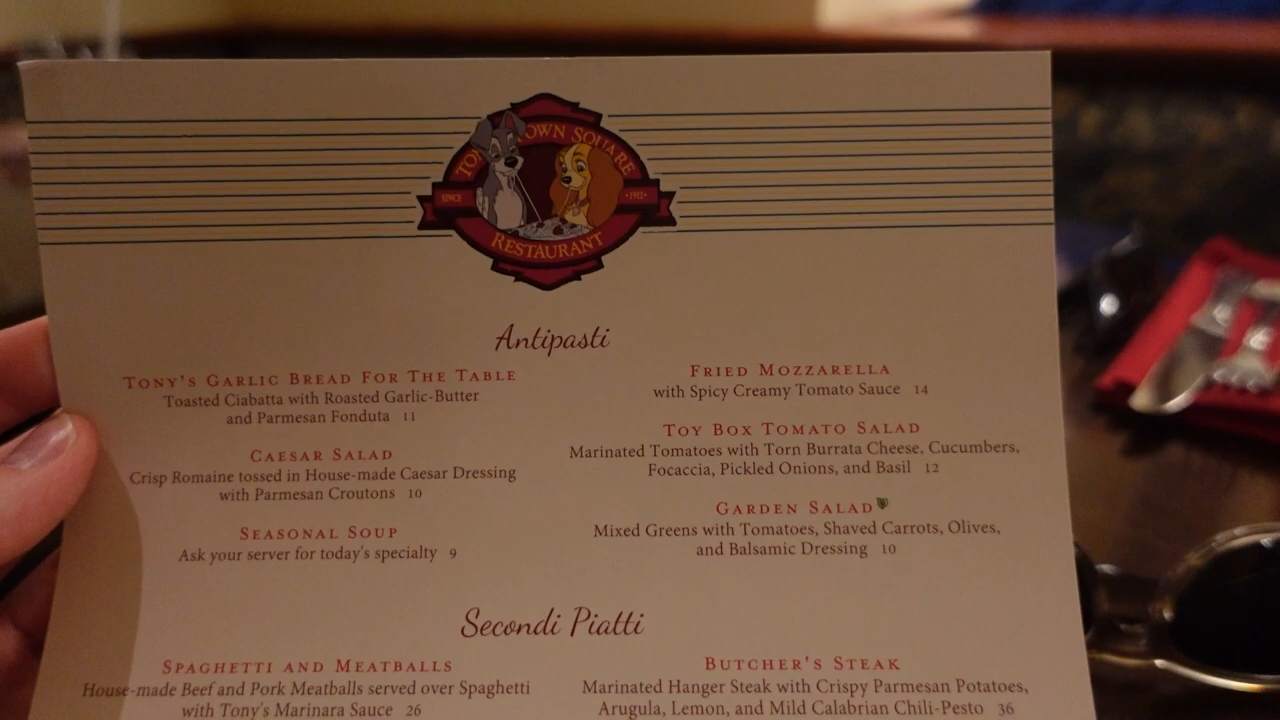 TOWN SQUARE
SINCE
·1912·
RESTAURANT
Antipasti
TONY'S GARLIC BREAD FOR THE TABLE
Toasted Ciabatta with Roasted Garlic-Butter
and Parmesan Fonduta 11
CAESAR SALAD
Crisp Romaine tossed in House-made Caesar Dressing
with Parmesan Croutons 10
SEASONAL SOUP
Ask your server for today's specialty 9
FRIED MOZZARELLA
with Spicy Creamy Tomato Sauce 14
TOY BOX TOMATO SALAD
Marinated Tomatoes with Torn Burrata Cheese, Cucumbers,
Focaccia, Pickled Onions, and Basil 12
GARDEN SALAD
Mixed Greens with Tomatoes, Shaved Carrots, Olives,
and Balsamic Dressing 10
Secondi Piatti
SPAGHETTI AND MEATBALLS
House-made Beef and Pork Meatballs served over Spaghetti
with Tony's Marinara Sauce 26
BUTCHER'S STEAK
Marinated Hanger Steak with Crispy Parmesan Potatoes,
Arugula, Lemon, and Mild Calabrian Chili-Pesto 36